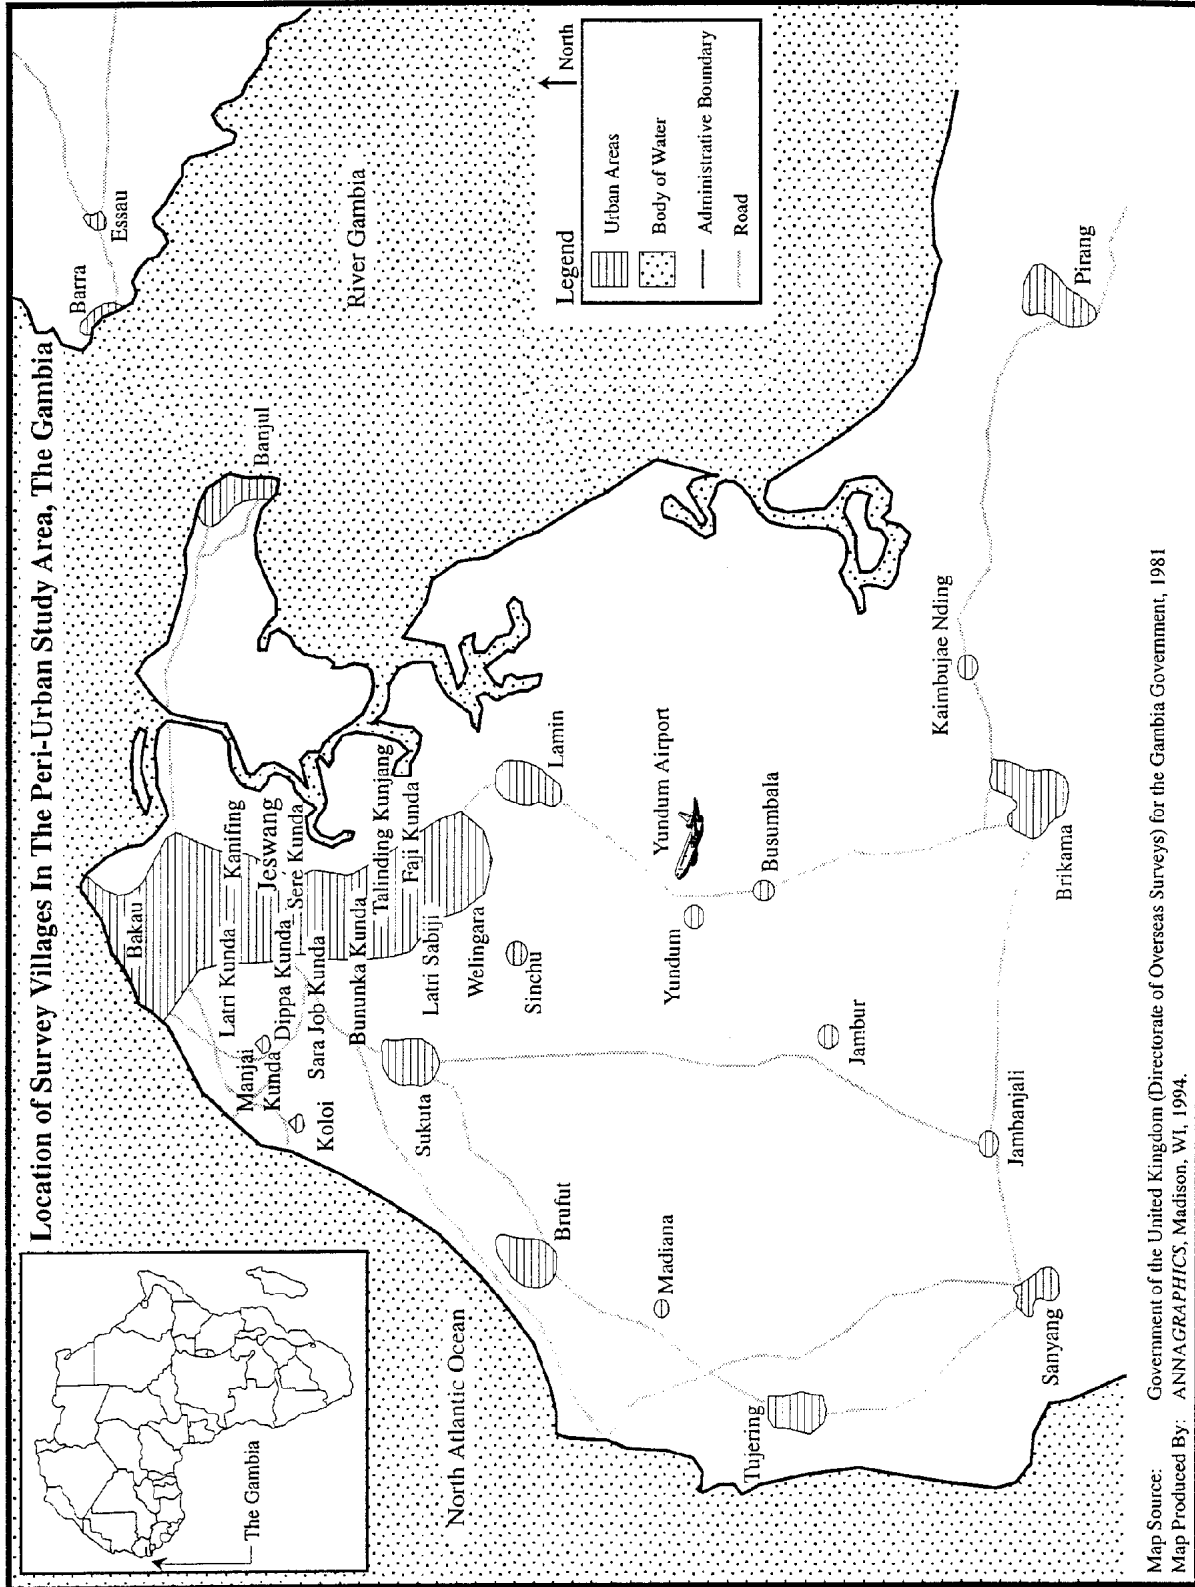 Location of Survey Villages In The Peri-Urban Study Area, The Gambia
The Gambia
North Atlantic Ocean
River Gambia
Barra
Essau
Banjul
Bakau
Kanifing
Latri Kunda
Jeswang
Dippa Kunda
Sere Kunda
Manjai
Kunda
Koloi
Sara Job Kunda
Bununka Kunda
Talinding Kunjang
Faji Kunda
Latri Sabiji
Welingara
Sukuta
Sinchu
Lamin
Brufut
Madiana
Yundum
Yundum Airport
Busumbala
Tujering
Jambur
Kaimbujae Nding
Jambanjali
Sanyang
Brikama
Pirang
Legend
Urban Areas
Body of Water
Administrative Boundary
Road
North
Map Source: Government of the United Kingdom (Directorate of Overseas Surveys) for the Gambia Government, 1981
Map Produced By: ANNAGRAPHICS, Madison, WI, 1994.